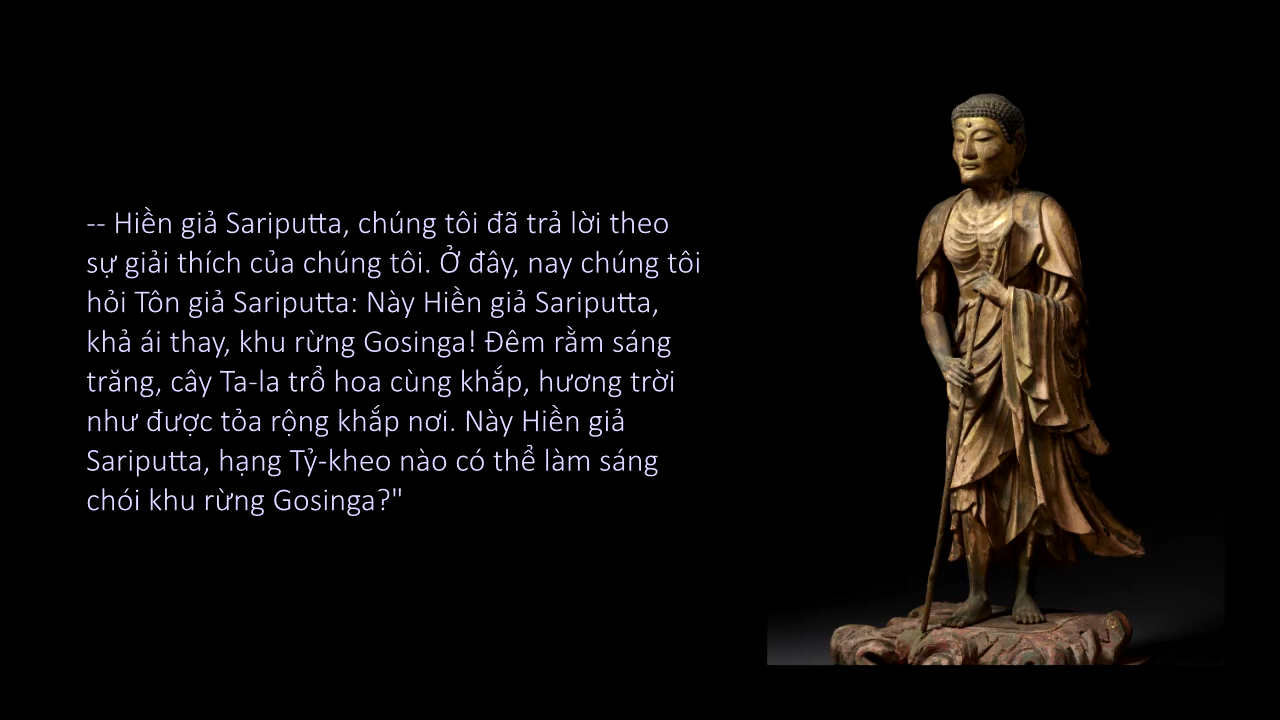 -- Hiền giả Sariputta, chúng tôi đã trả lời theo
sự giải thích của chúng tôi. Ở đây, nay chúng tôi
hỏi Tôn giả Sariputta: Này Hiền giả Sariputta,
khả ái thay, khu rừng Gosinga! Đêm rằm sáng
trăng, cây Ta-la trổ hoa cùng khắp, hương trời
như được tỏa rộng khắp nơi. Này Hiền giả
Sariputta, hạng Tỷ-kheo nào có thể làm sáng
chói khu rừng Gosinga?"